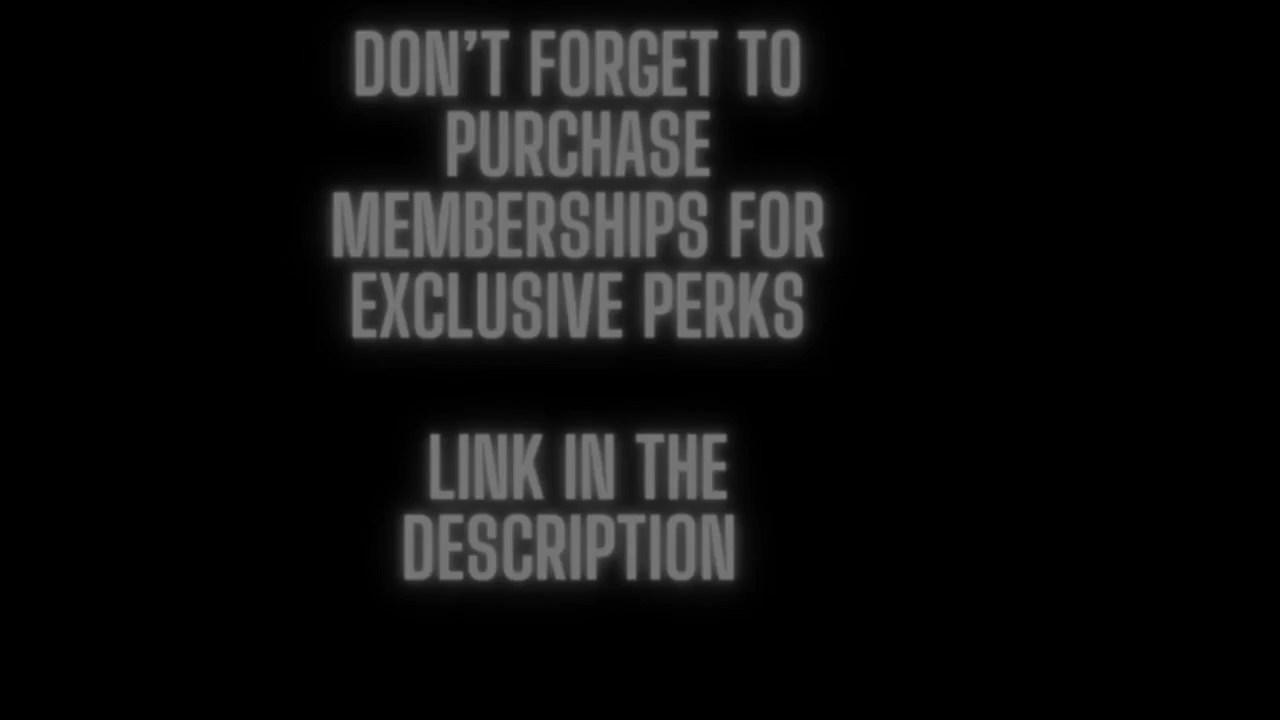 DON'T FORGET TO
PURCHASE
MEMBERSHIPS FOR
EXCLUSIVE PERKS
LINK IN THE
DESCRIPTION